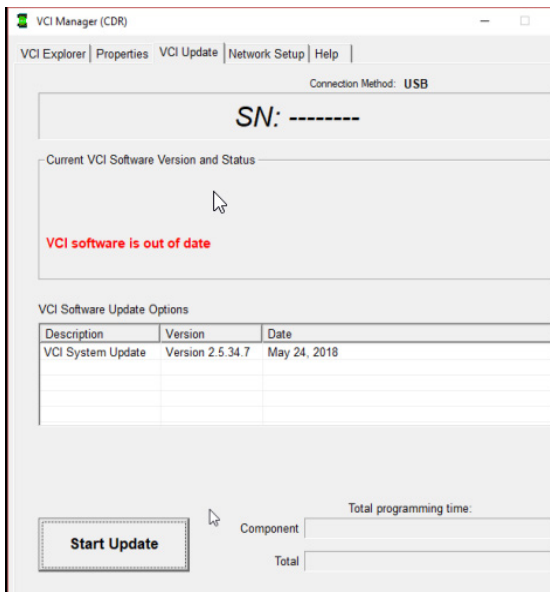 VCI Manager (CDR)
VCI Explorer Properties VCI Update Network Setup Help
Connection Method: USB
SN: --------
Current VCI Software Version and Status
VCI software is out of date
VCI Software Update Options
Description Version Date
VCI System Update Version 2.5.34.7 May 24, 2018
Total programming time:
Component
Start Update
Total